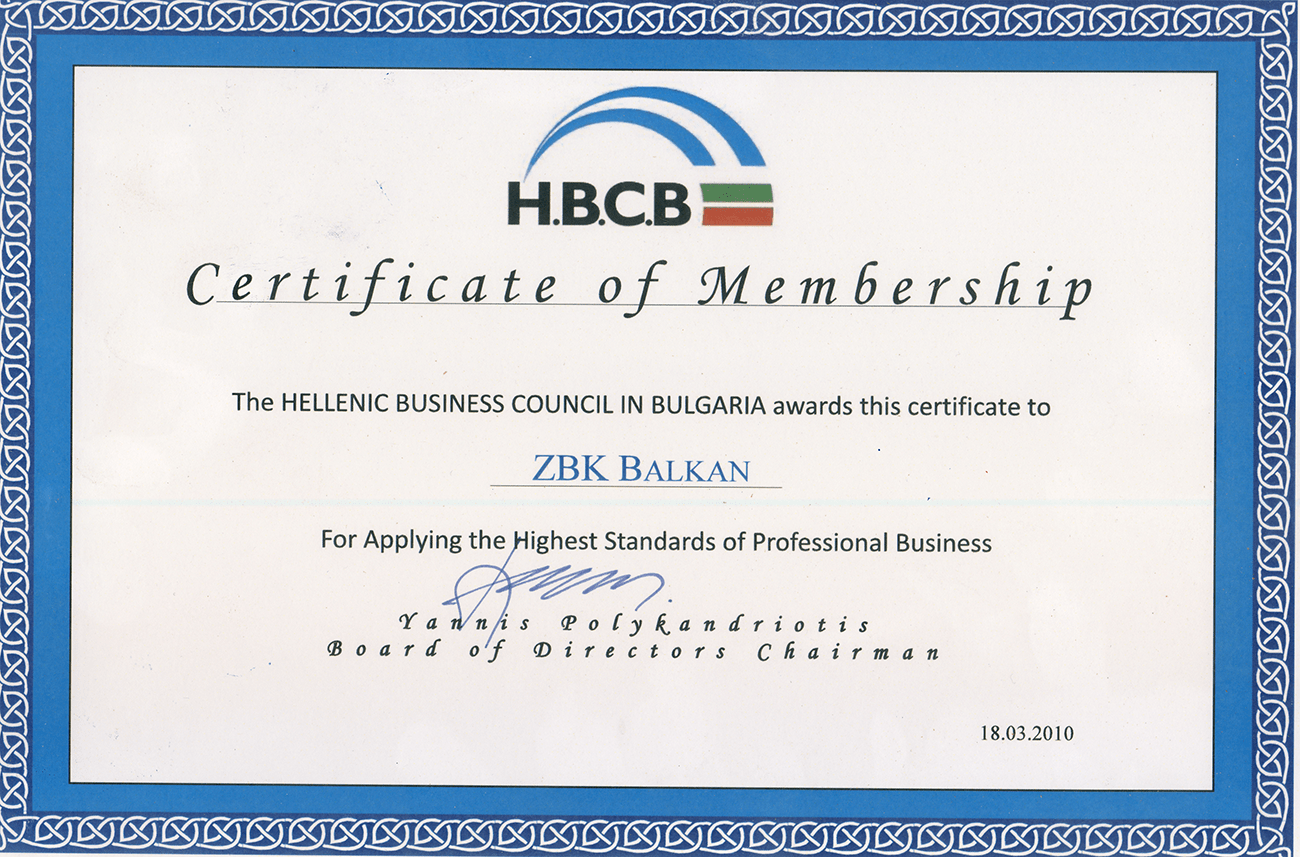 H.B.C.B
Certificate of Membership
The HELLENIC BUSINESS COUNCIL IN BULGARIA awards this certificate to
ZBK BALKAN
For Applying the Highest Standards of Professional Business
Yannis Polykandriotis
Board of Directors Chairman
18.03.2010